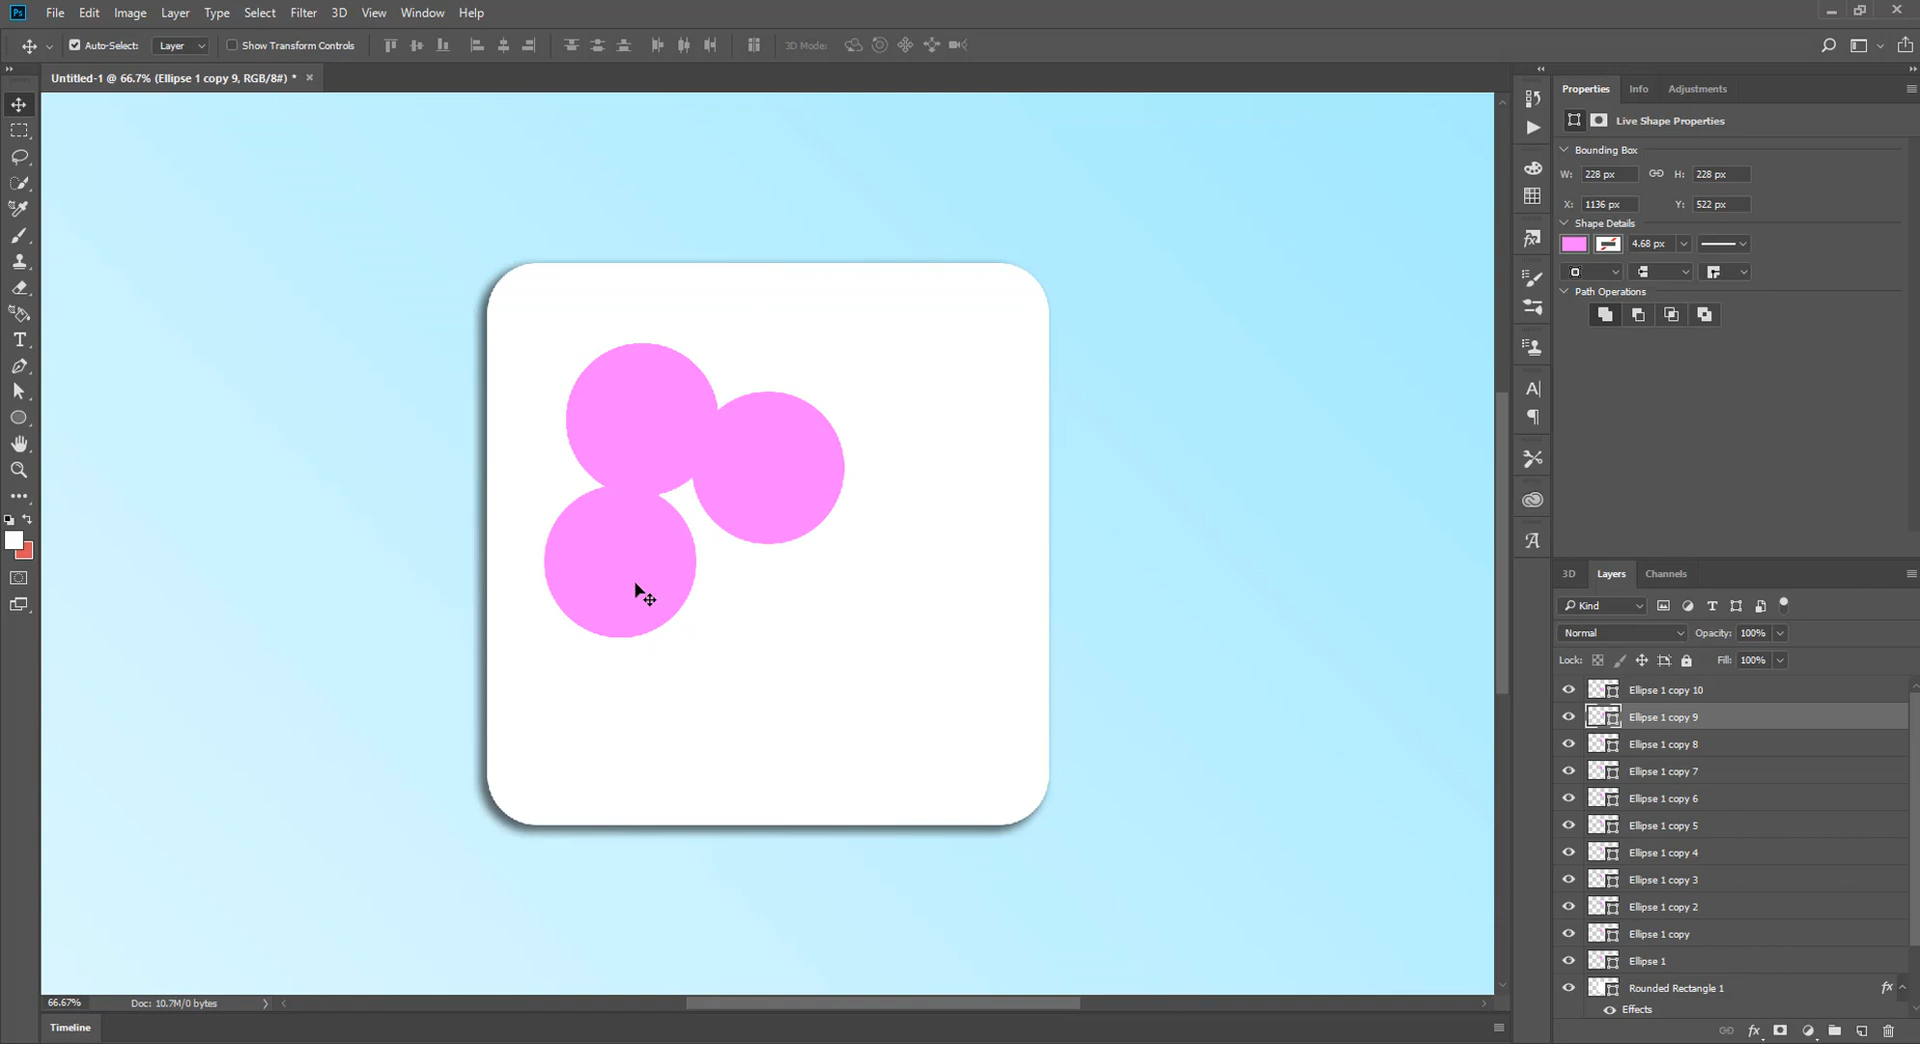 Ps File Edit Image Layer Type Select Filter 3D View Window Help
Auto-Select: Layer Show Transform Controls 3D Mode:
Untitled-1 @ 66.7% (Ellipse 1 copy 9, RGB/8#) * ×
Properties Info Adjustments
Live Shape Properties
Bounding Box
W: 228 px H: 228 px
X: 1136 px Y: 522 px
Shape Details
4.68 px
Path Operations
3D Layers Channels
Kind
Normal Opacity: 100%
Lock: Fill: 100%
Ellipse 1 copy 10
Ellipse 1 copy 9
Ellipse 1 copy 8
Ellipse 1 copy 7
Ellipse 1 copy 6
Ellipse 1 copy 5
Ellipse 1 copy 4
Ellipse 1 copy 3
Ellipse 1 copy 2
Ellipse 1 copy
Ellipse 1
Rounded Rectangle 1 fx
Effects
66.67% Doc: 10.7M/0 bytes
Timeline